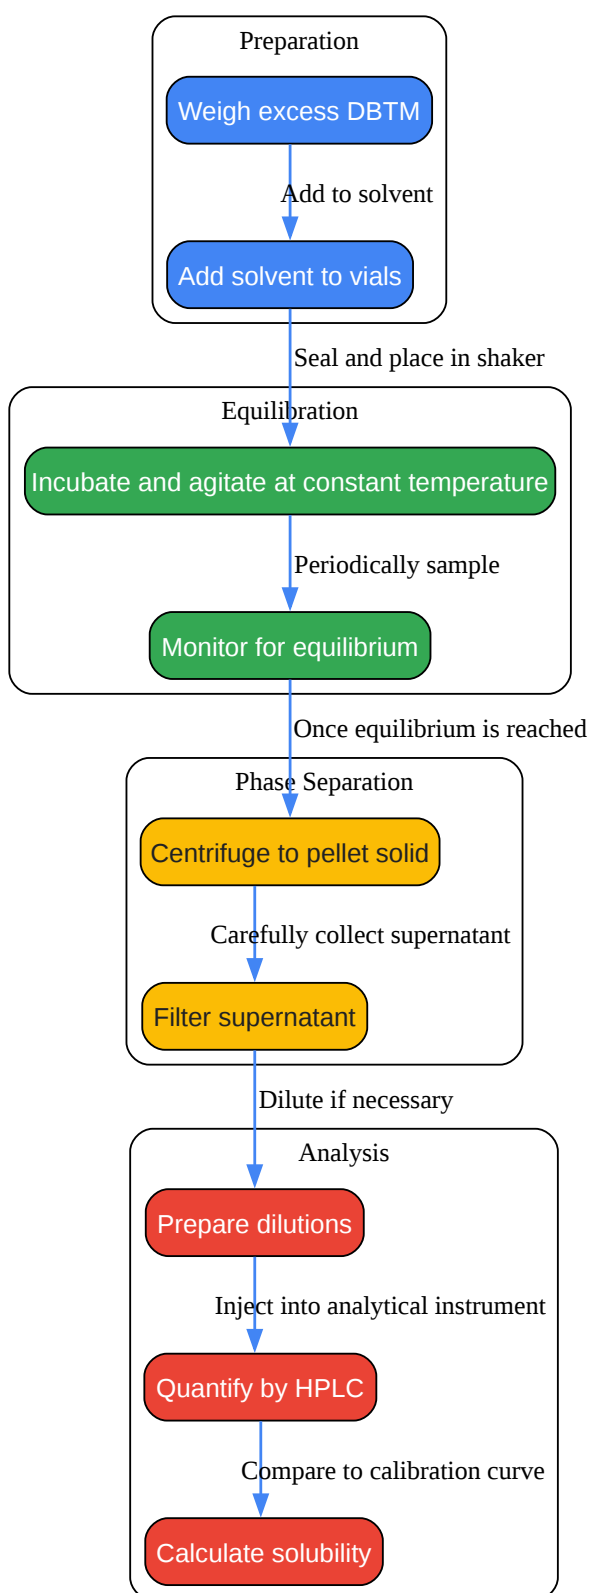 Preparation
Weigh excess DBTM
Add to solvent
Add solvent to vials
Seal and place in shaker
Equilibration
Incubate and agitate at constant temperature
Periodically sample
Monitor for equilibrium
Once equilibrium is reached
Phase Separation
Centrifuge to pellet solid
Carefully collect supernatant
Filter supernatant
Dilute if necessary
Analysis
Prepare dilutions
Inject into analytical instrument
Quantify by HPLC
Compare to calibration curve
Calculate solubility